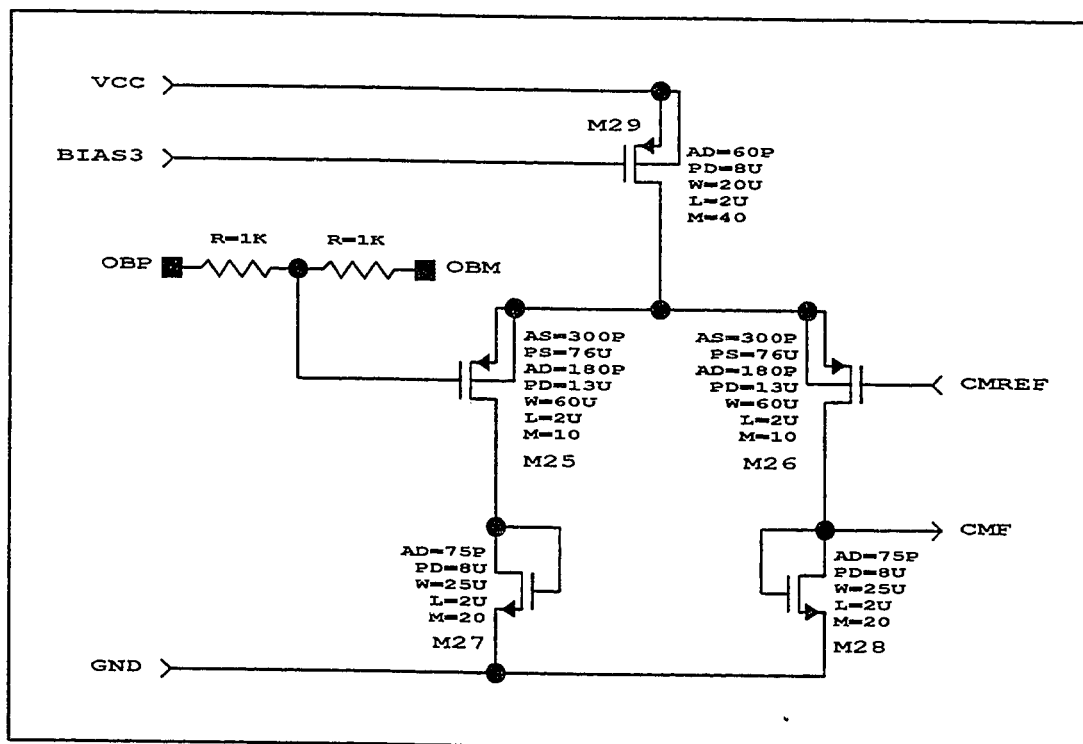 VCC
M29
BIAS3
AD=60P
PD=8U
W=20U
L=2U
M=40
R=1K
R=1K
OBP
OBM
AS=300P
PS=76U
AD=180P
PD=13U
W=60U
L=2U
M=10
M25
AS=300P
PS=76U
AD=180P
PD=13U
W=60U
L=2U
M=10
M26
CMREF
AD=75P
PD=8U
W=25U
L=2U
M=20
M27
CMF
AD=75P
PD=8U
W=25U
L=2U
M=20
M28
GND